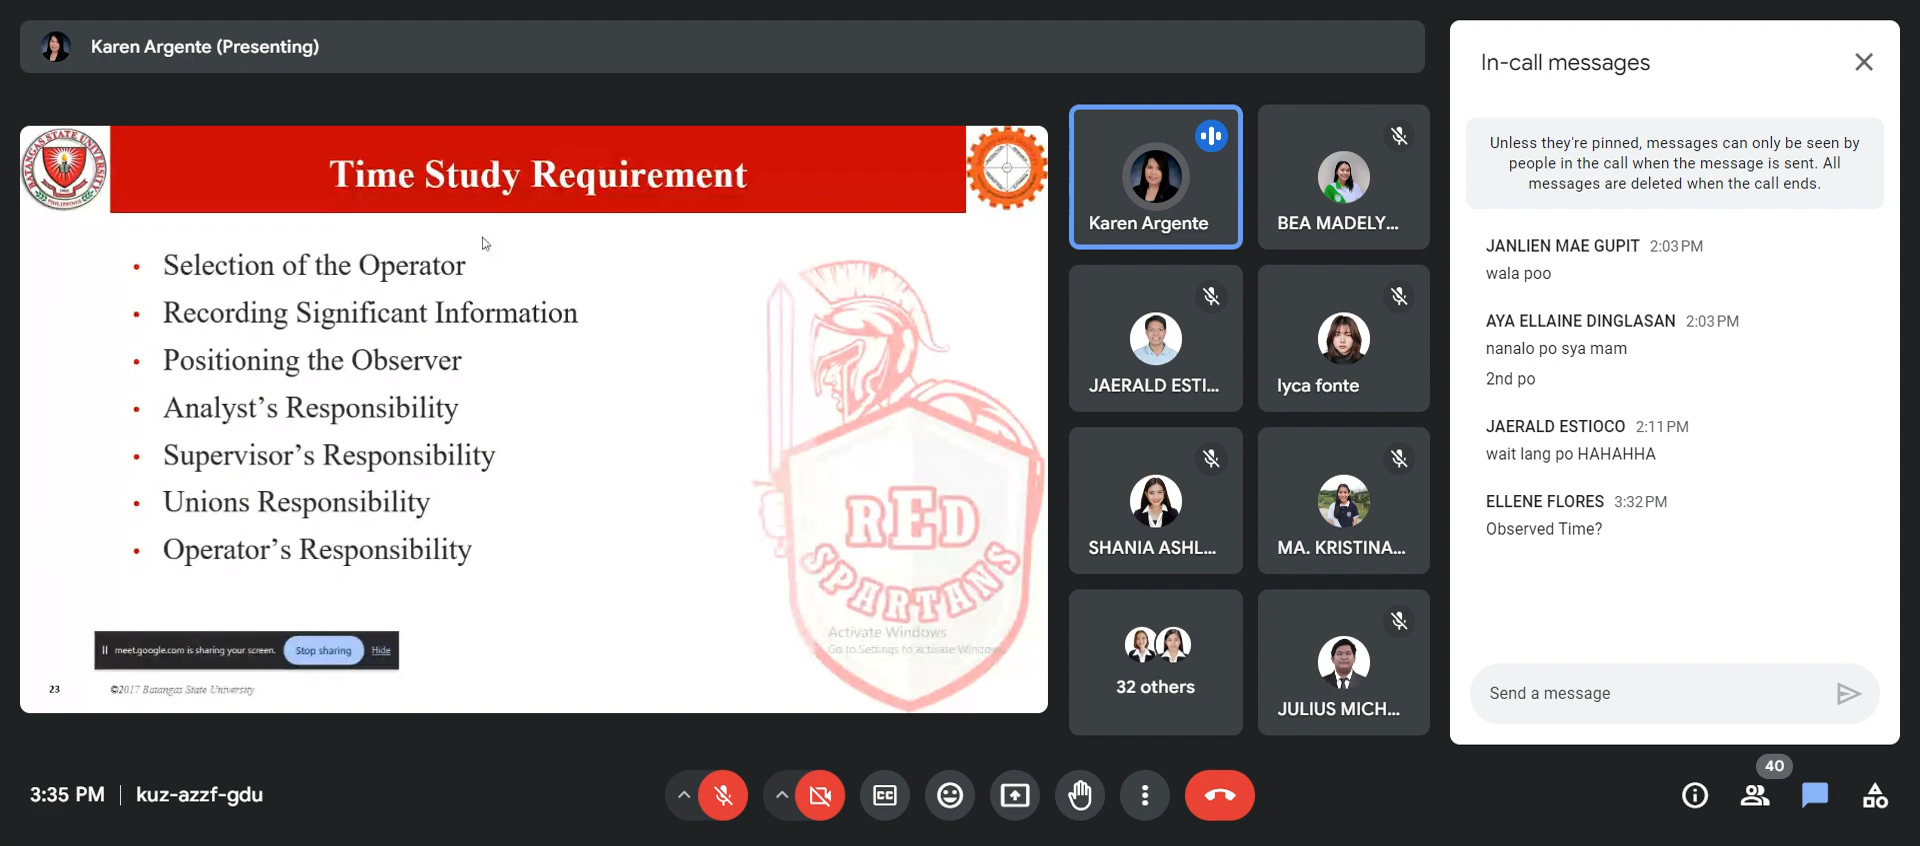 Karen Argente (Presenting)
BATANGAS STATE UNIVERSITY
PHILIPPINES
Time Study Requirement
• Selection of the Operator
• Recording Significant Information
• Positioning the Observer
• Analyst’s Responsibility
• Supervisor’s Responsibility
• Unions Responsibility
• Operator’s Responsibility
RED
SPARTANS
Activate Windows
Go to Settings to activate Windows
meet.google.com is sharing your screen.
Stop sharing
Hide
23
©2017 Batangas State University
Karen Argente
BEA MADELY...
JAERALD ESTI...
lyca fonte
SHANIA ASHL...
MA. KRISTINA...
32 others
JULIUS MICH...
In-call messages
Unless they're pinned, messages can only be seen by
people in the call when the message is sent. All
messages are deleted when the call ends.
JANLIEN MAE GUPIT 2:03 PM
wala poo
AYA ELLAINE DINGLASAN 2:03 PM
nanalo po sya mam
2nd po
JAERALD ESTIOCO 2:11 PM
wait lang po HAHAHHA
ELLENE FLORES 3:32 PM
Observed Time?
Send a message
3:35 PM | kuz-azzf-gdu
CC
40